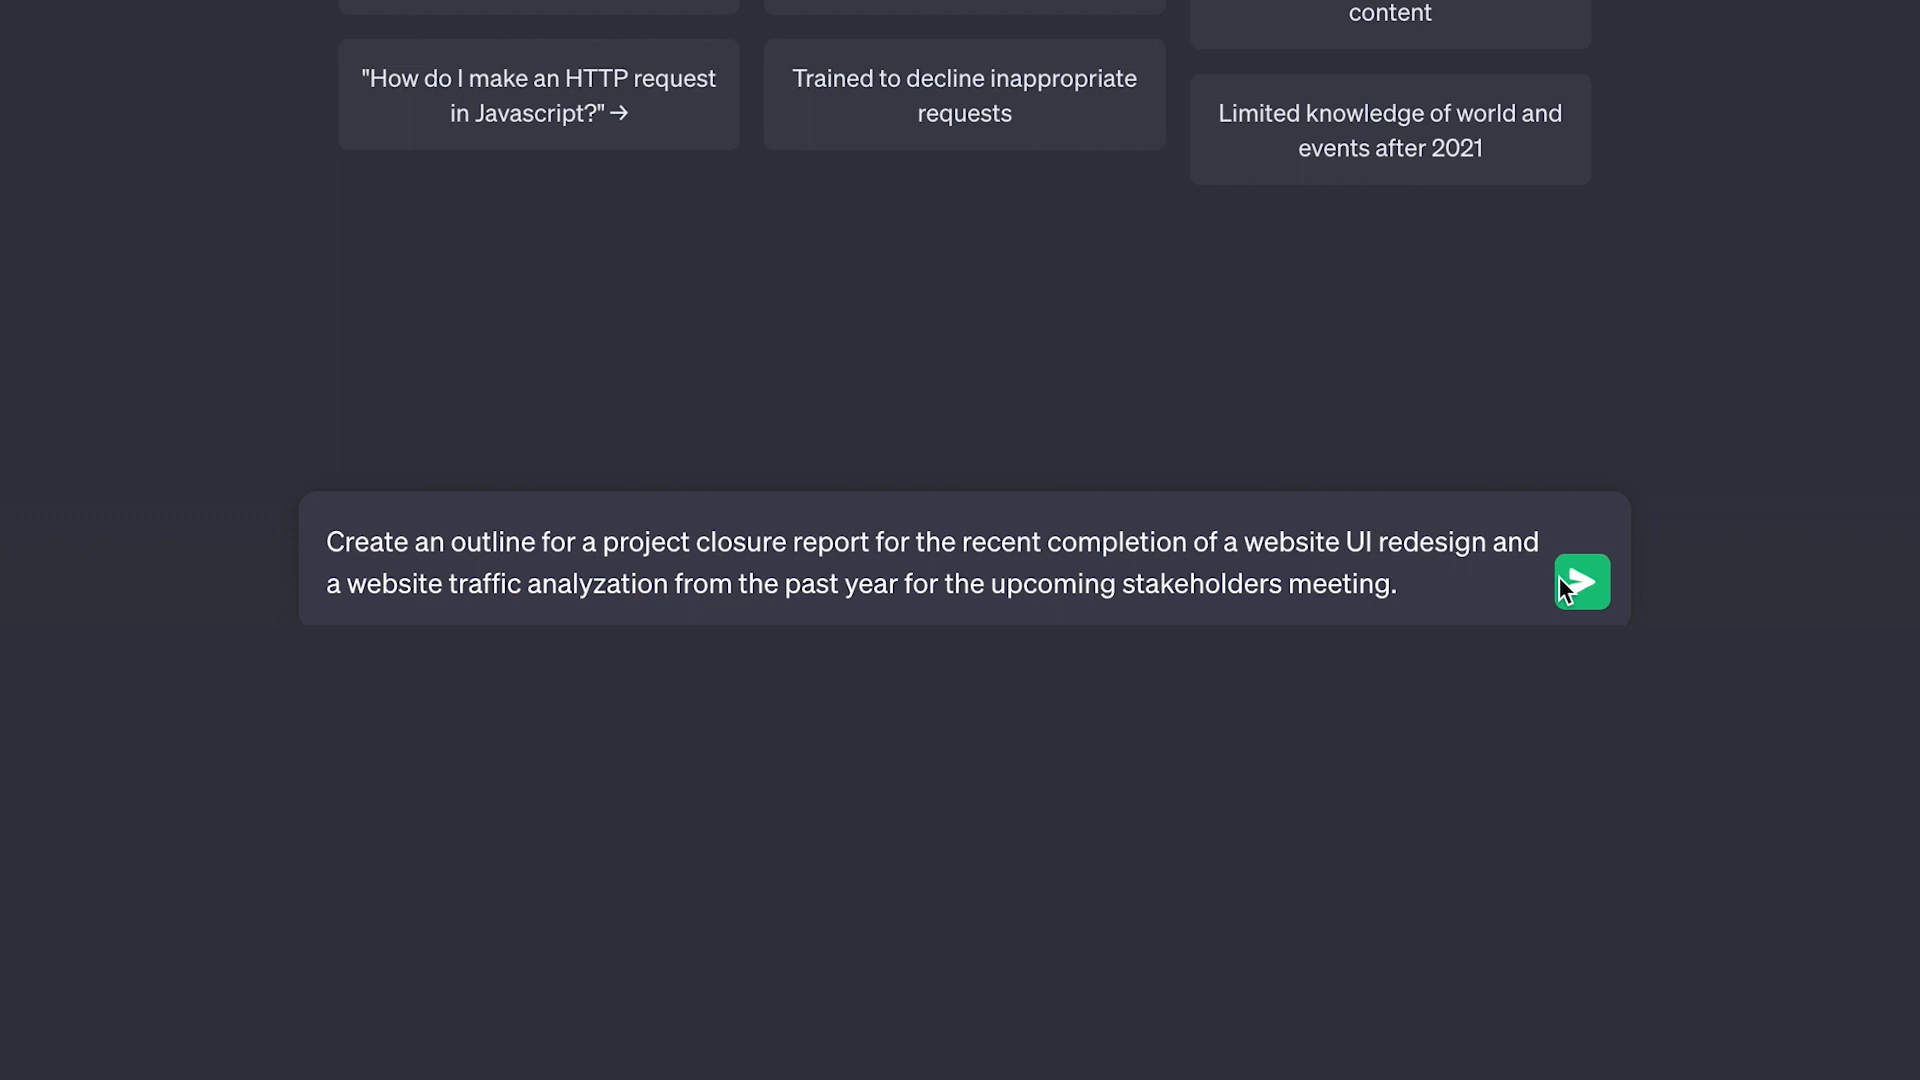 content
"How do I make an HTTP request
in Javascript?" →
Trained to decline inappropriate
requests
Limited knowledge of world and
events after 2021
Create an outline for a project closure report for the recent completion of a website UI redesign and
a website traffic analyzation from the past year for the upcoming stakeholders meeting.